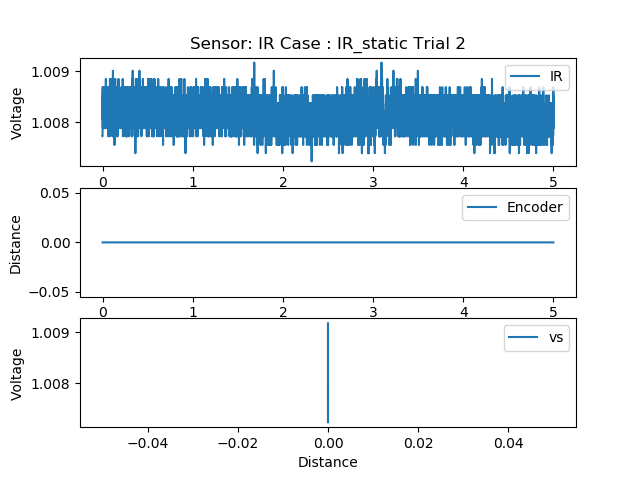 Sensor: IR Case : IR_static Trial 2
1.009
1.008
Voltage
IR
0 1 2 3 4 5
0.05
0.00
−0.05
Distance
Encoder
0 1 2 3 4 5
1.009
1.008
Voltage
vs
−0.04 −0.02 0.00 0.02 0.04
Distance